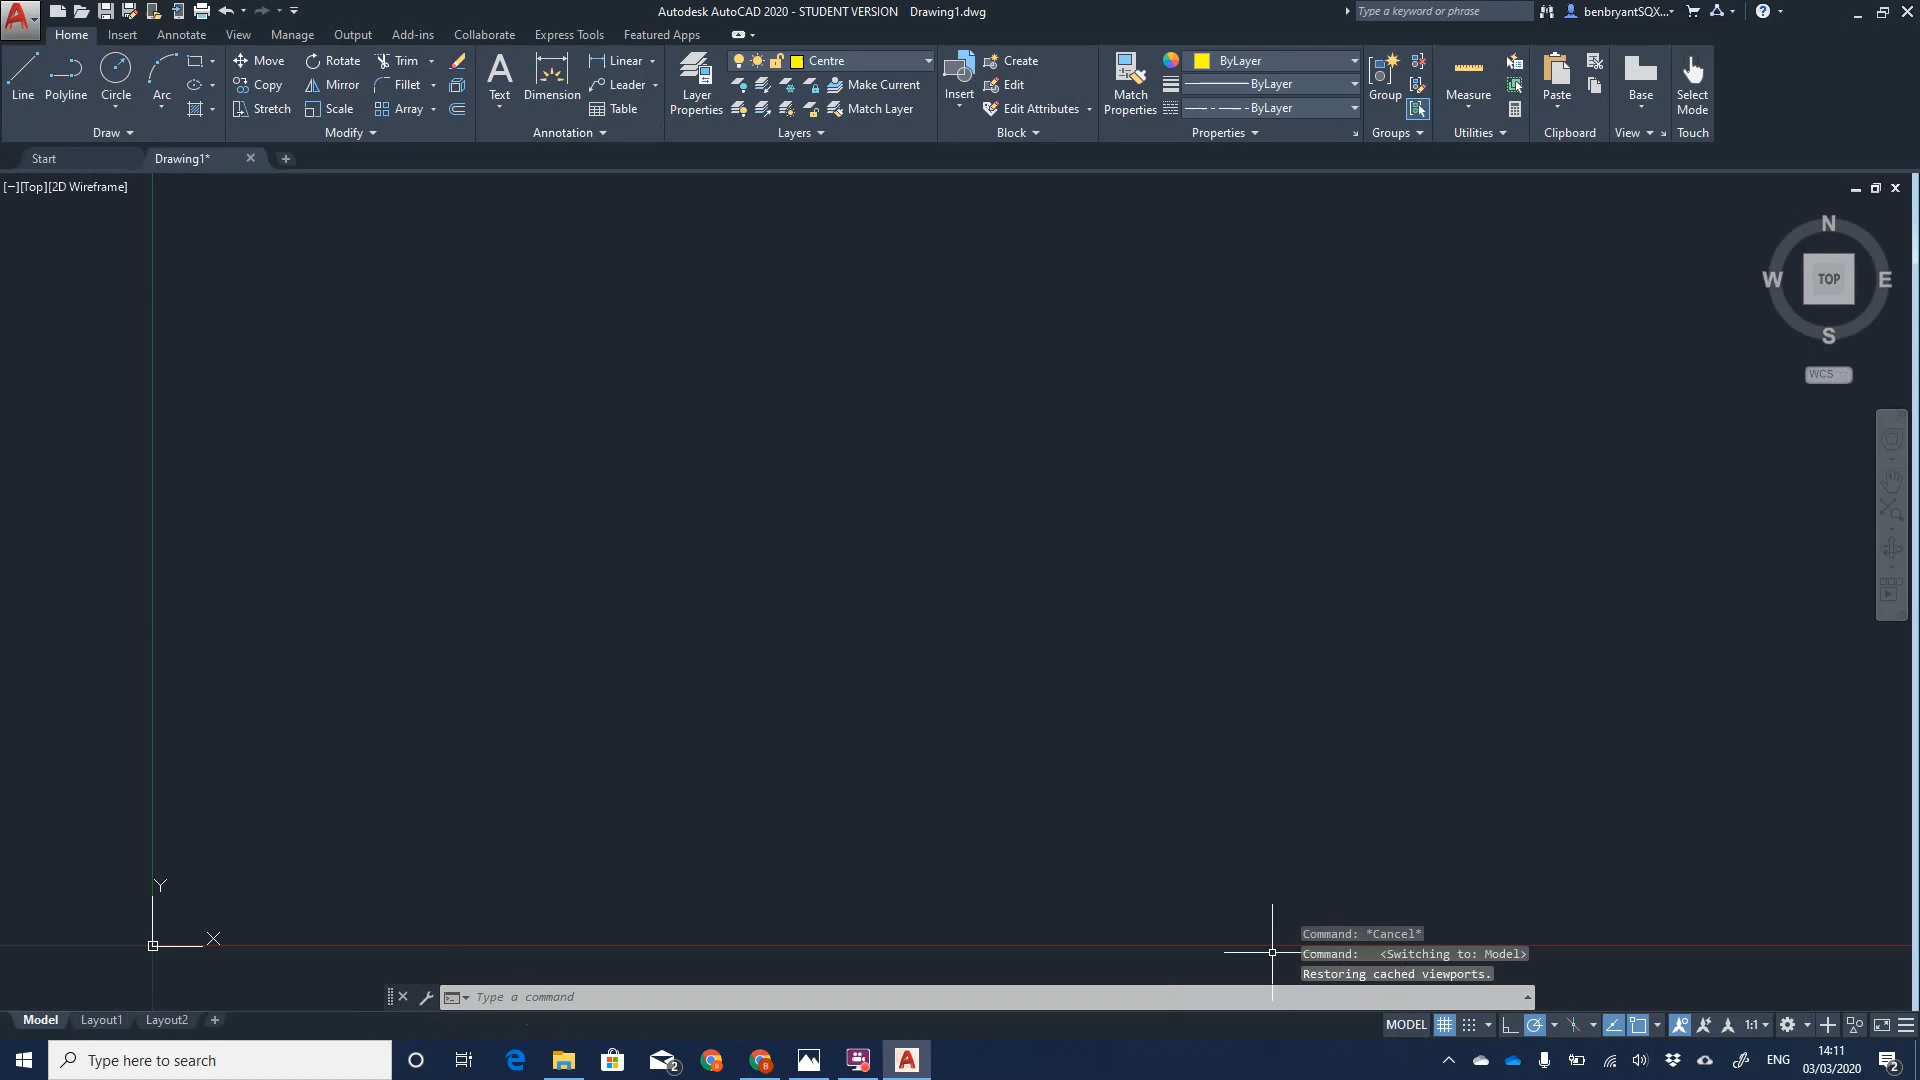 Autodesk AutoCAD 2020 - STUDENT VERSION Drawing1.dwg
Type a keyword or phrase
benbryantSQX...
Home Insert Annotate View Manage Output Add-ins Collaborate Express Tools Featured Apps
Line Polyline Circle Arc
Move Rotate Trim
Copy Mirror Fillet
Stretch Scale Array
Text Dimension
Linear
Leader
Table
Layer Properties
Centre
Make Current
Match Layer
Insert
Create
Edit
Edit Attributes
Match Properties
ByLayer
ByLayer
ByLayer
Group Measure Paste Base Select Mode
Draw Modify Annotation Layers Block Properties Groups Utilities Clipboard View Touch
Start Drawing1*
[−][Top][2D Wireframe]
N
W TOP E
S
WCS
Y
X
Command: *Cancel*
Command: <Switching to: Model>
Restoring cached viewports.
Type a command
Model Layout1 Layout2
MODEL 1:1
Type here to search
2
ENG
14:11
03/03/2020
2